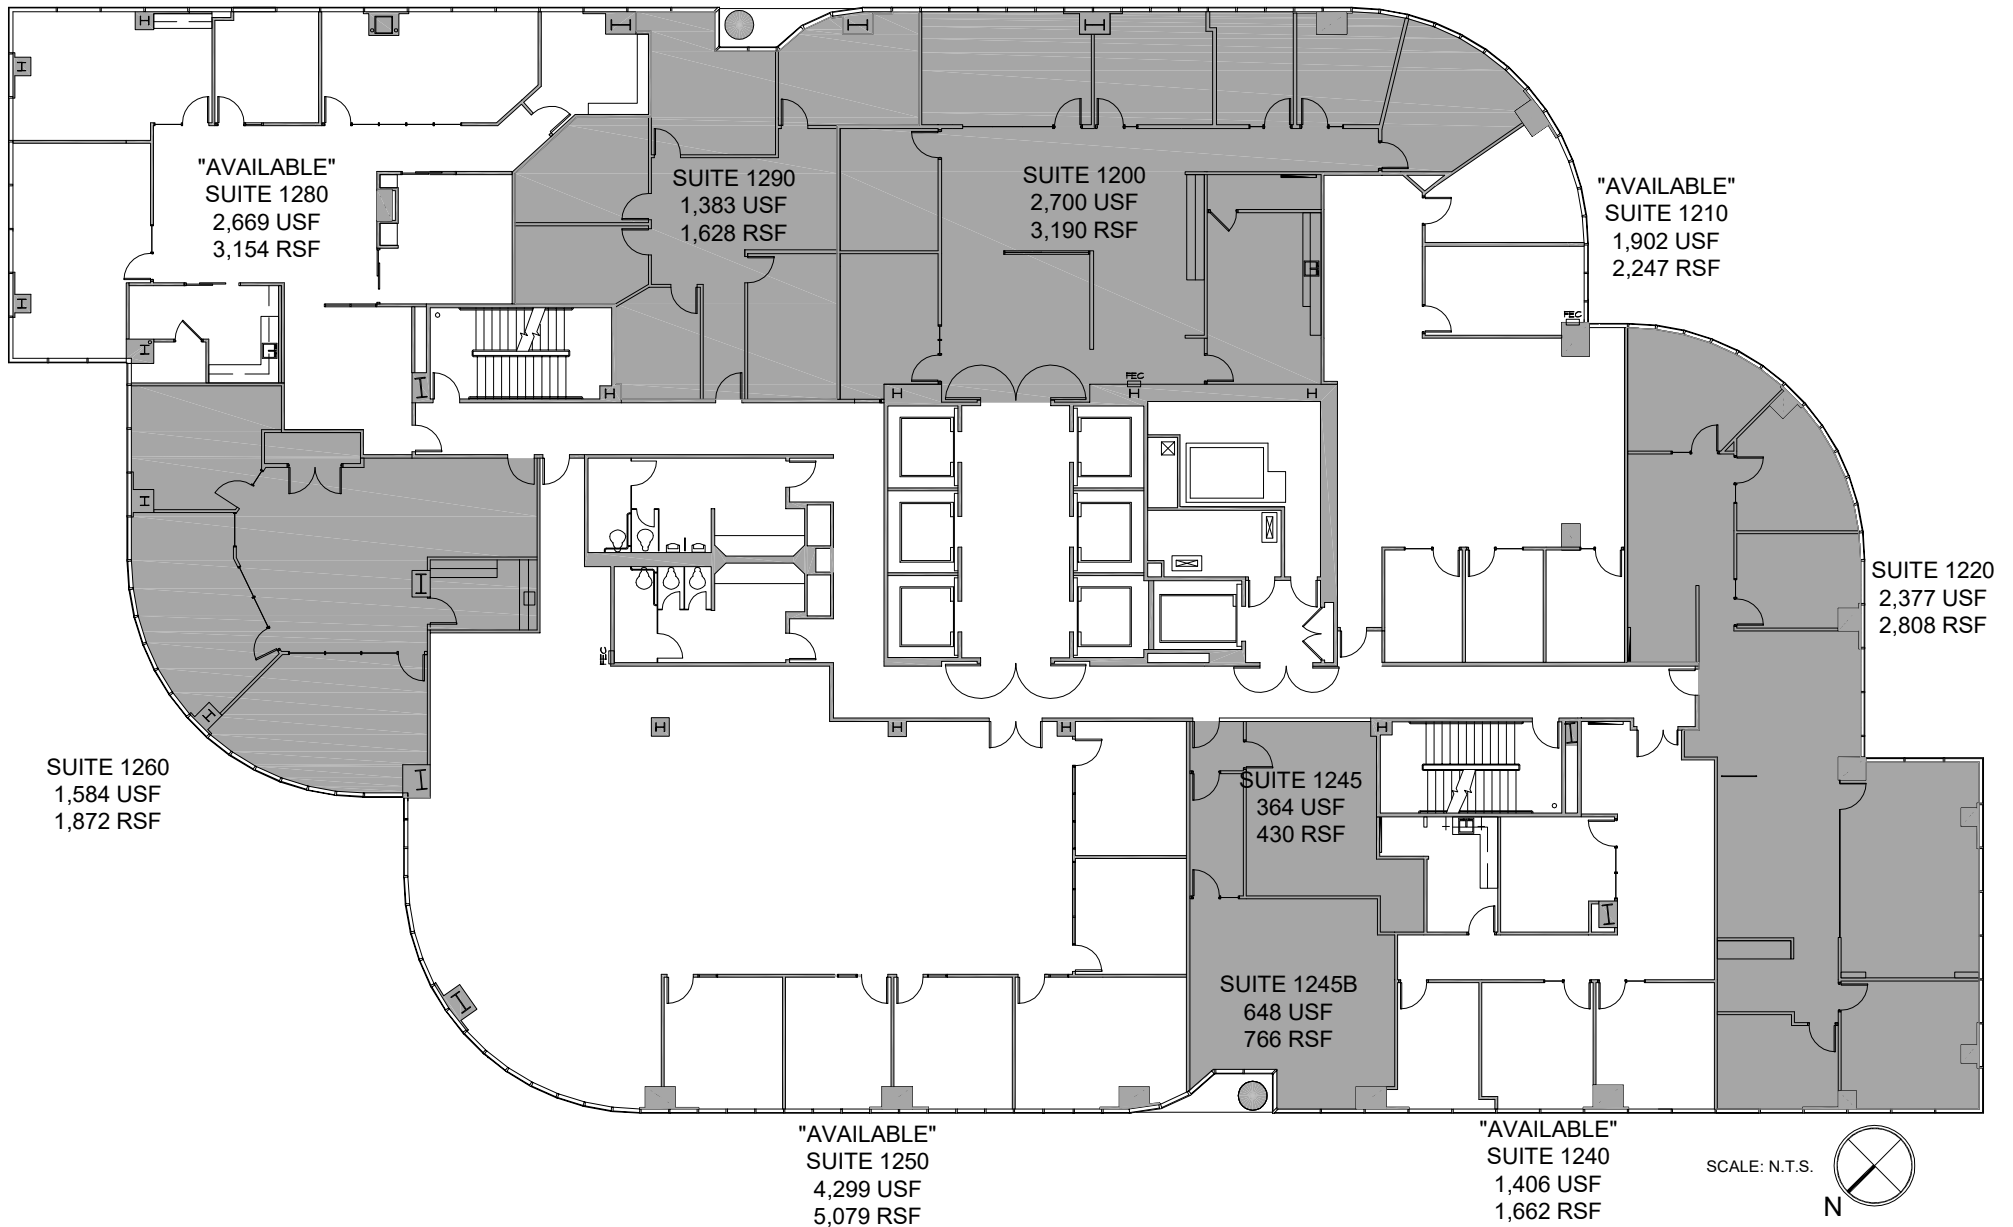 "AVAILABLE"
SUITE 1280
2,669 USF
3,154 RSF
SUITE 1290
1,383 USF
1,628 RSF
SUITE 1200
2,700 USF
3,190 RSF
"AVAILABLE"
SUITE 1210
1,902 USF
2,247 RSF
FEC
FEC
SUITE 1220
2,377 USF
2,808 RSF
FEC
SUITE 1260
1,584 USF
1,872 RSF
SUITE 1245
364 USF
430 RSF
SUITE 1245B
648 USF
766 RSF
"AVAILABLE"
SUITE 1250
4,299 USF
5,079 RSF
"AVAILABLE"
SUITE 1240
1,406 USF
1,662 RSF
SCALE: N.T.S.
N